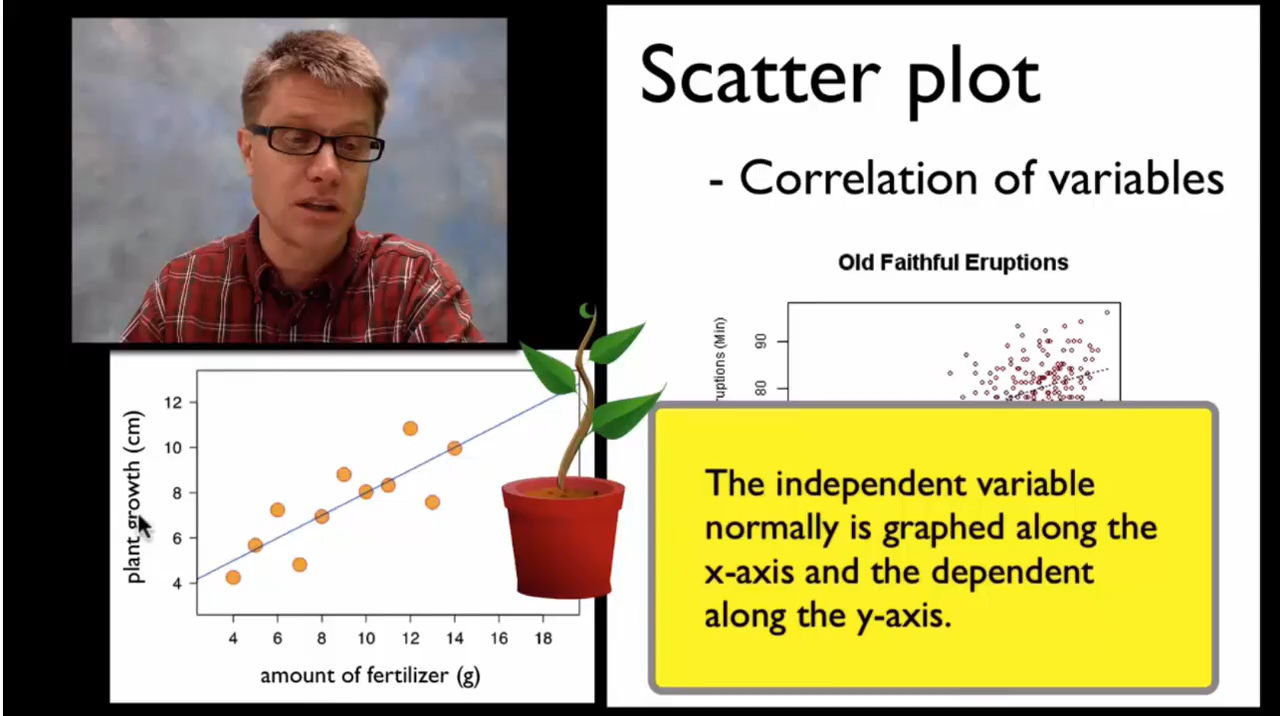 Scatter plot
- Correlation of variables
Old Faithful Eruptions
90
80
The independent variable
normally is graphed along the
x-axis and the dependent
along the y-axis.
plant growth (cm)
12
10
8
6
4
4 6 8 10 12 14 16 18
amount of fertilizer (g)
(Min)